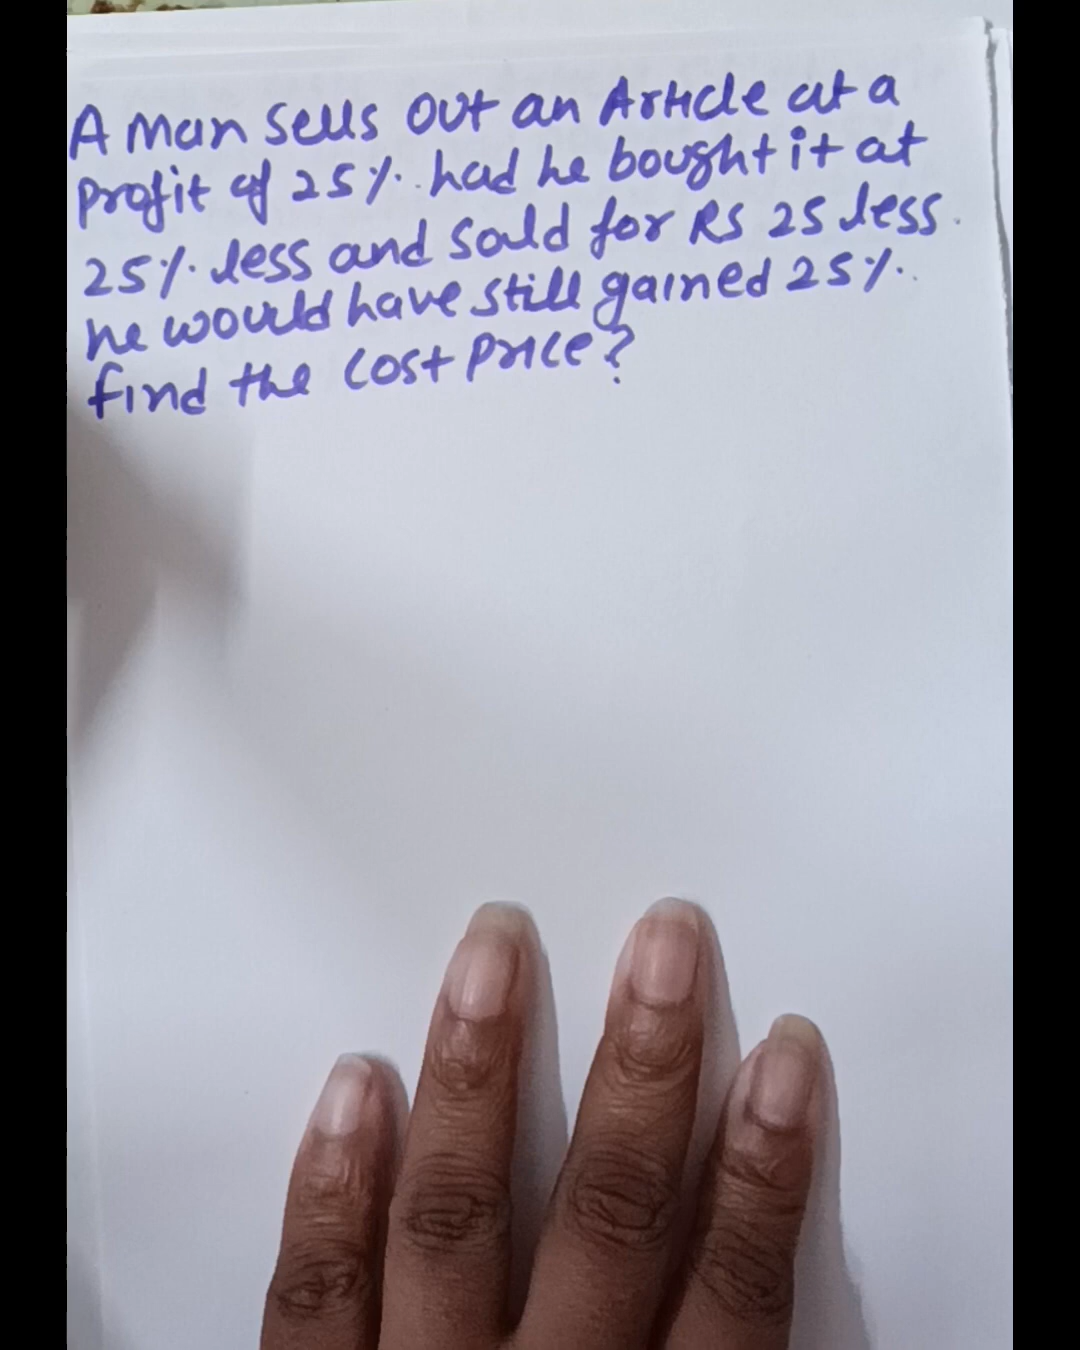 A man sells out an Article at a
profit of 25%. had he bought it at
25% less and sold for RS 25 less.
he would have still gained 25%.
find the cost price?